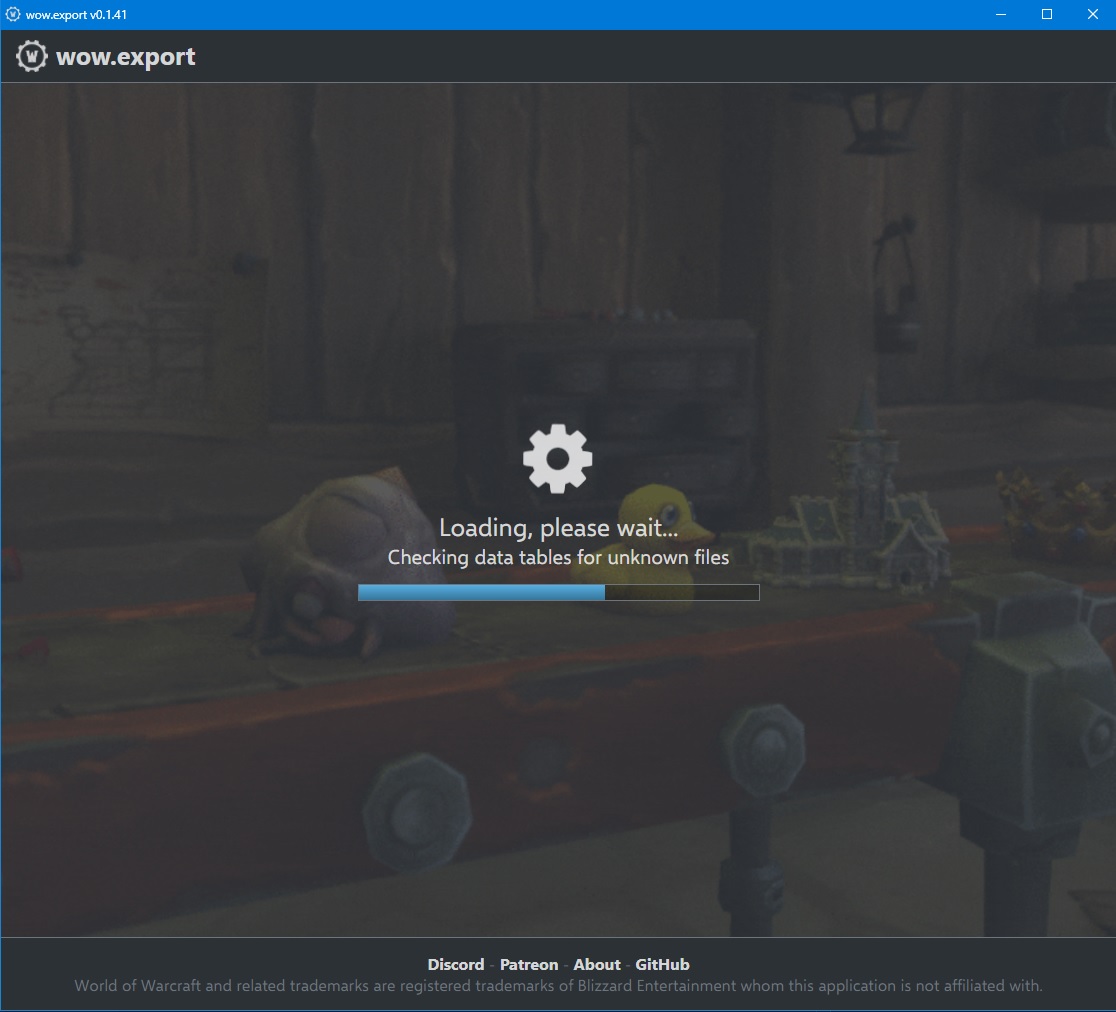 wow.export v0.1.41
wow.export
Loading, please wait...
Checking data tables for unknown files
Discord - Patreon - About - GitHub
World of Warcraft and related trademarks are registered trademarks of Blizzard Entertainment whom this application is not affiliated with.